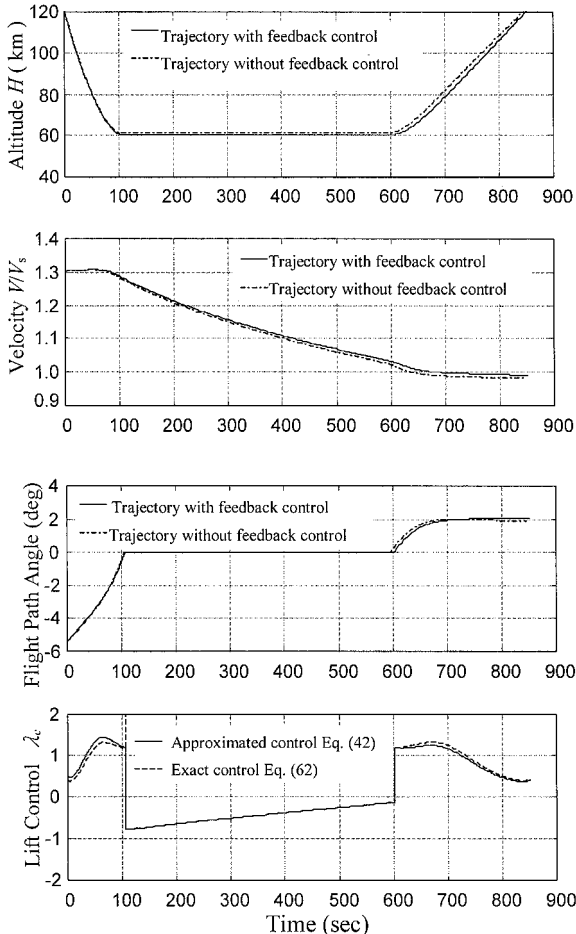 Altitude H ( km)
120
100
80
60
40
Trajectory with feedback control
Trajectory without feedback control
0 100 200 300 400 500 600 700 800 900
Velocity V/Vs
1.4
1.3
1.2
1.1
1.0
0.9
Trajectory with feedback control
Trajectory without feedback control
0 100 200 300 400 500 600 700 800 900
Flight Path Angle (deg)
4
2
0
-2
-4
-6
Trajectory with feedback control
Trajectory without feedback control
0 100 200 300 400 500 600 700 800 900
Lift Control λc
2
1
0
-1
-2
Approximated control Eq. (42)
Exact control Eq. (62)
0 100 200 300 400 500 600 700 800 900
Time (sec)